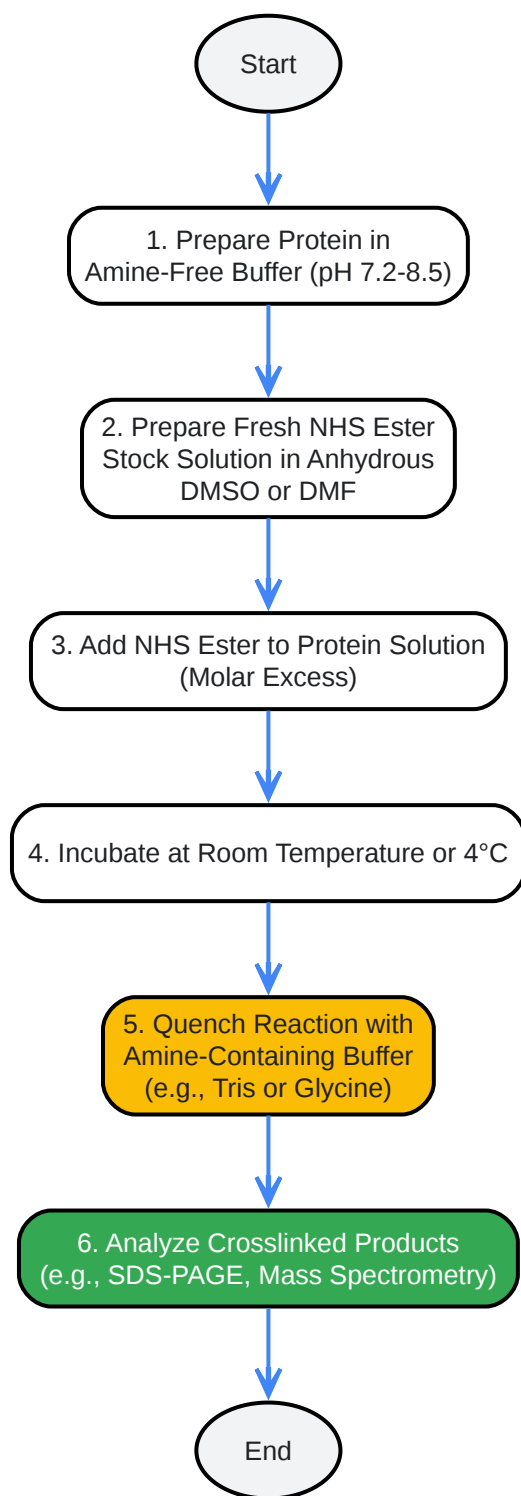 Start
1. Prepare Protein in
Amine-Free Buffer (pH 7.2-8.5)
2. Prepare Fresh NHS Ester
Stock Solution in Anhydrous
DMSO or DMF
3. Add NHS Ester to Protein Solution
(Molar Excess)
4. Incubate at Room Temperature or 4°C
5. Quench Reaction with
Amine-Containing Buffer
(e.g., Tris or Glycine)
6. Analyze Crosslinked Products
(e.g., SDS-PAGE, Mass Spectrometry)
End